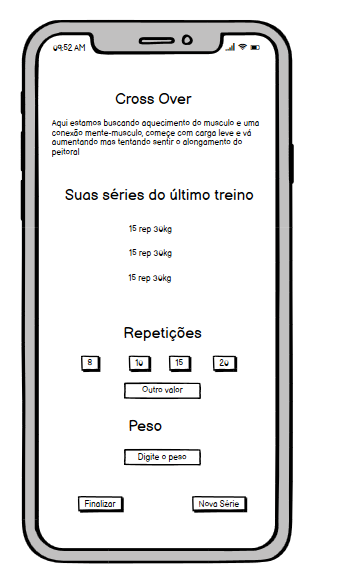 09:52 AM
Cross Over
Aqui estamos buscando aquecimento do musculo e uma
conexão mente-musculo, começe com carga leve e vá
aumentando mas tentando sentir o alongamento do
peitoral
Suas séries do último treino
15 rep 30kg
15 rep 30kg
15 rep 30kg
Repetições
8 10 15 20
Outro valor
Peso
Digite o peso
Finalizar Nova Série